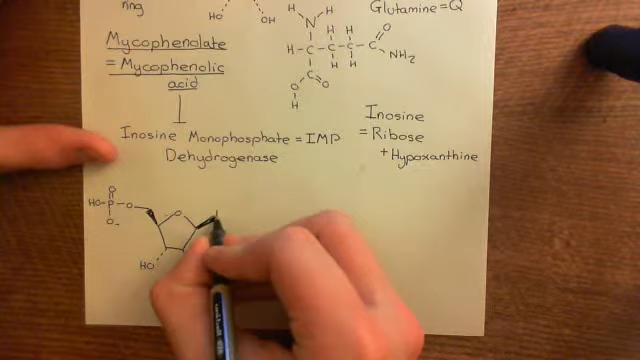 ring
HO
OH
Glutamine=Q
H H
N H H
H-C-C-C-C O
NH2
H H
C O
O
H
Mycophenolate
= Mycophenolic
acid
Inosine Monophosphate = IMP
Dehydrogenase
Inosine
= Ribose
+ Hypoxanthine
O
HO-P-O
O-
O
HO